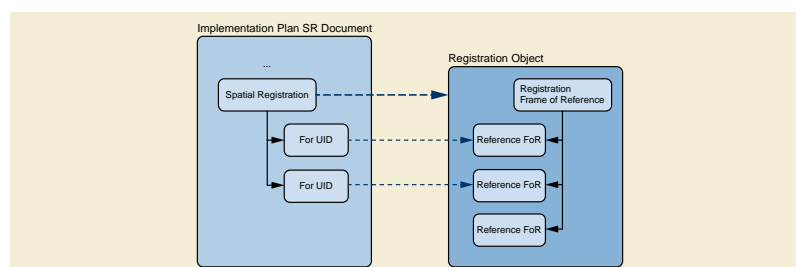 Implementation Plan SR Document
...
Spatial Registration
For UID
For UID
Registration Object
Registration
Frame of Reference
Reference FoR
Reference FoR
Reference FoR